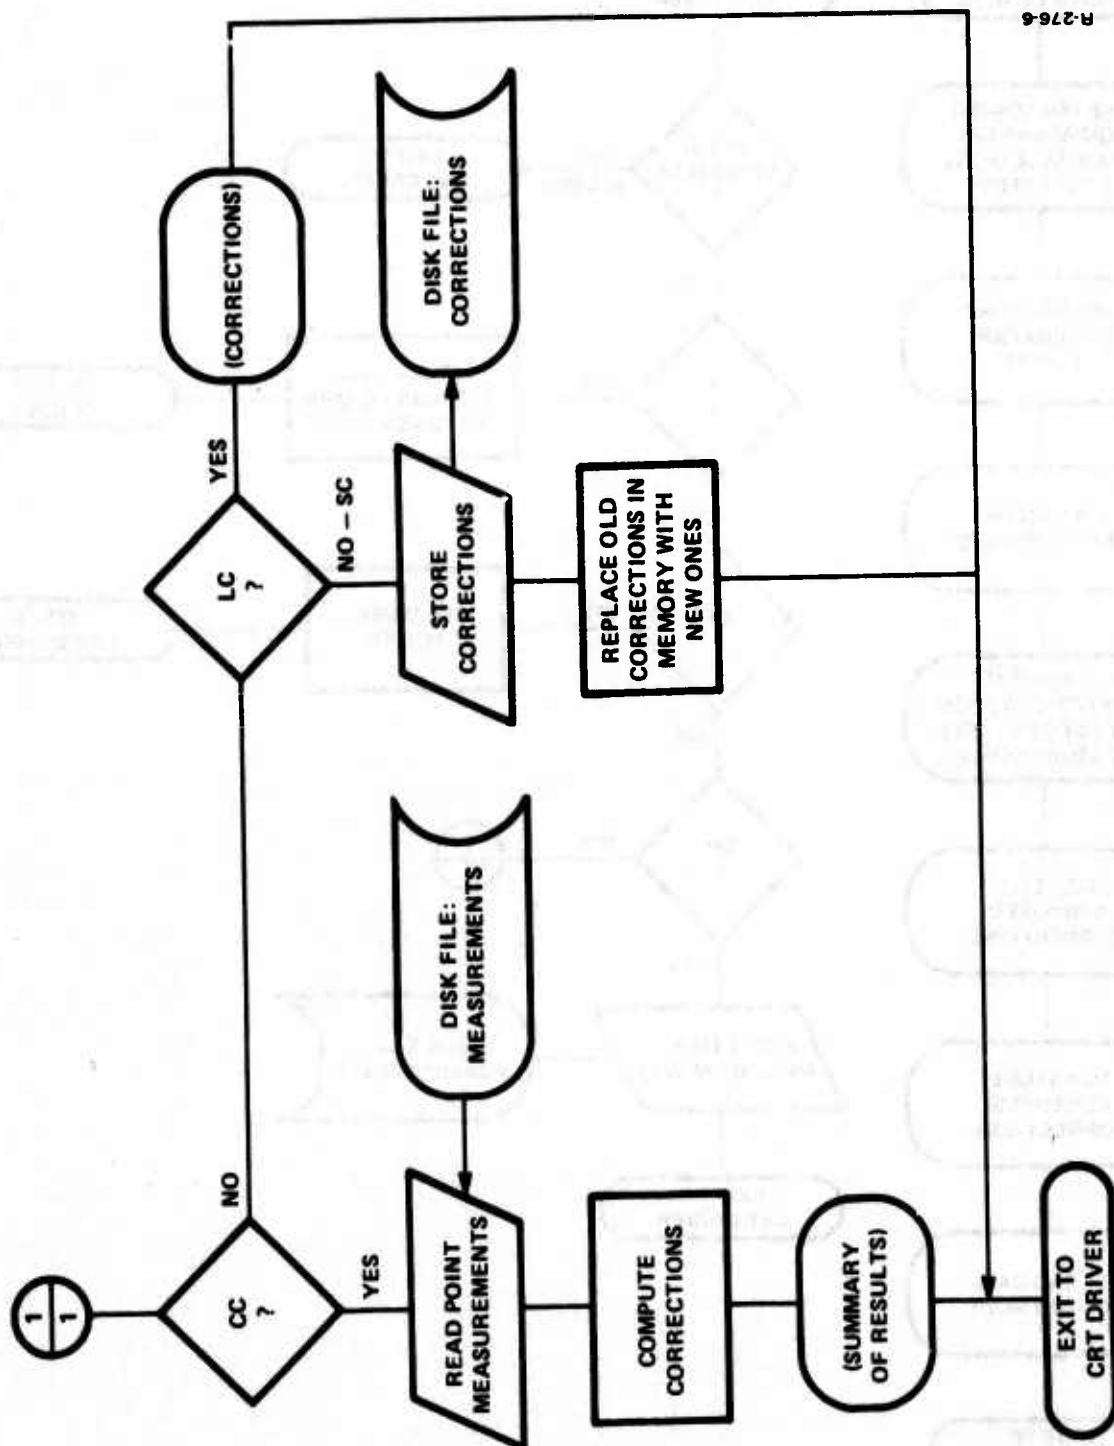 1
1
CC
?
NO
YES
READ POINT
MEASUREMENTS
DISK FILE:
MEASUREMENTS
COMPUTE
CORRECTIONS
(SUMMARY
OF RESULTS)
EXIT TO
CRT DRIVER
LC
?
YES
NO – SC
(CORRECTIONS)
STORE
CORRECTIONS
DISK FILE:
CORRECTIONS
REPLACE OLD
CORRECTIONS IN
MEMORY WITH
NEW ONES
R-276-6